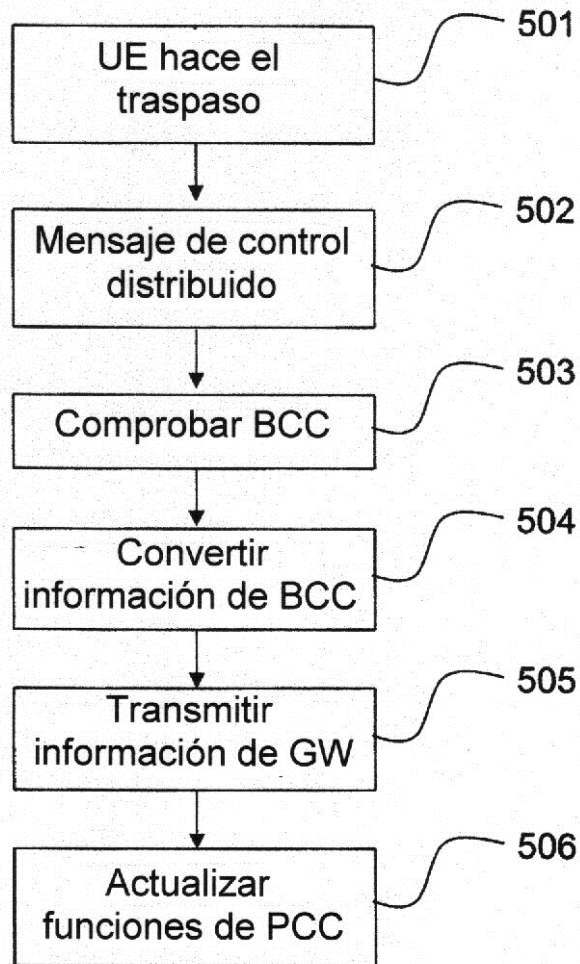 501
UE hace el
traspaso
502
Mensaje de control
distribuido
503
Comprobar BCC
504
Convertir
información de BCC
505
Transmitir
información de GW
506
Actualizar
funciones de PCC